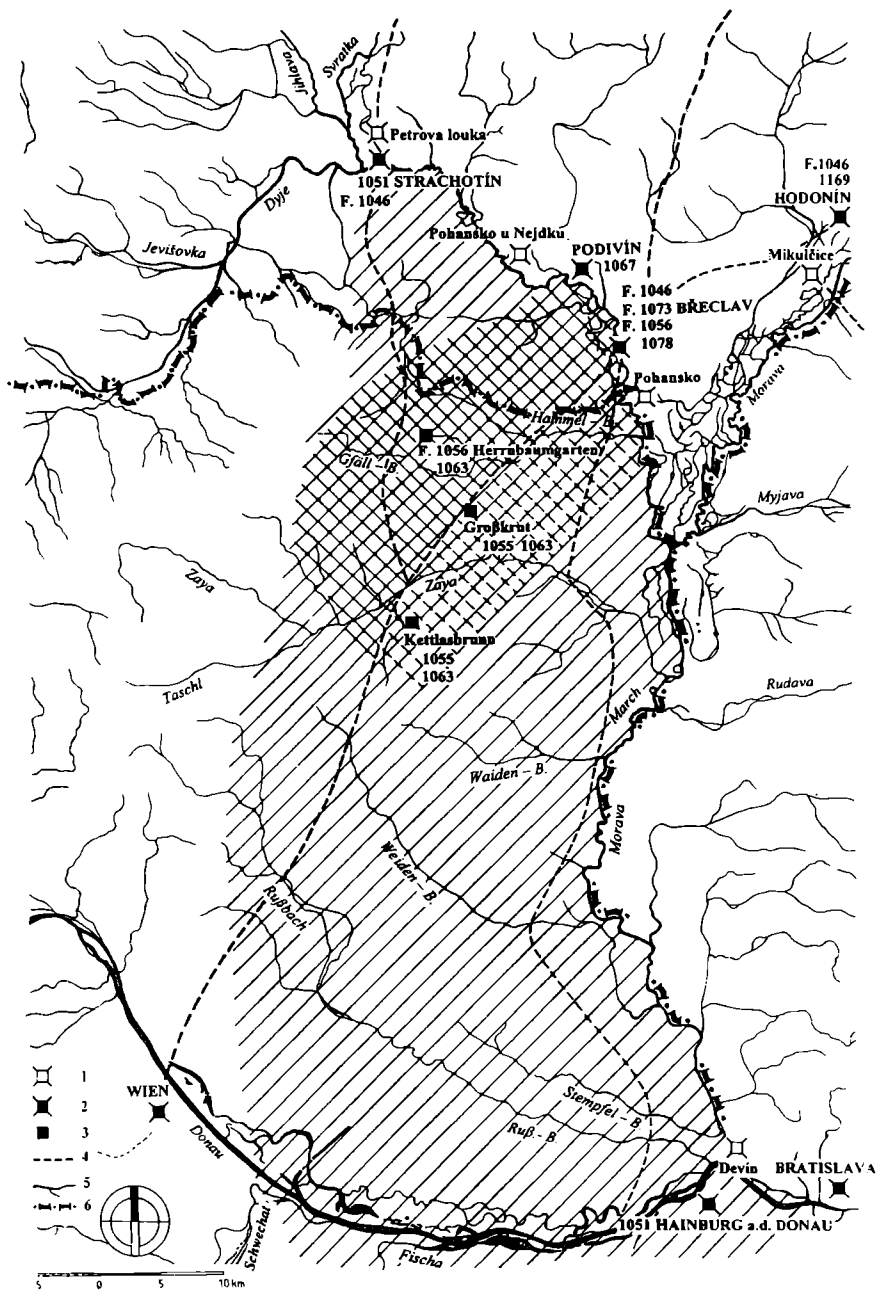 Jihlava
Svratka
Petrova louka
1051 STRACHOTÍN
F. 1046
Dyje
Jevišovka
Pohansko u Nejdku
PODIVÍN
1067
F. 1046
1169
HODONÍN
Mikulčice
F. 1046
F. 1073 BŘECLAV
F. 1056
1078
Pohansko
Morava
Hammel - B.
F. 1056 Herrnbaumgarten
1063
Gfäll - B.
Großkrut
1055 1063
Myjava
Zaya
Zaya
Kettlasbrunn
1055
1063
Taschl
Rudava
March
Waiden - B.
Morava
Weiden - B.
Rußbach
Stempfel - B.
Ruß. - B.
WIEN
Donau
Schwechat
Fischa
Devín
BRATISLAVA
1051 HAINBURG a.d. DONAU
1
2
3
4
5
6
5 0 5 10 km